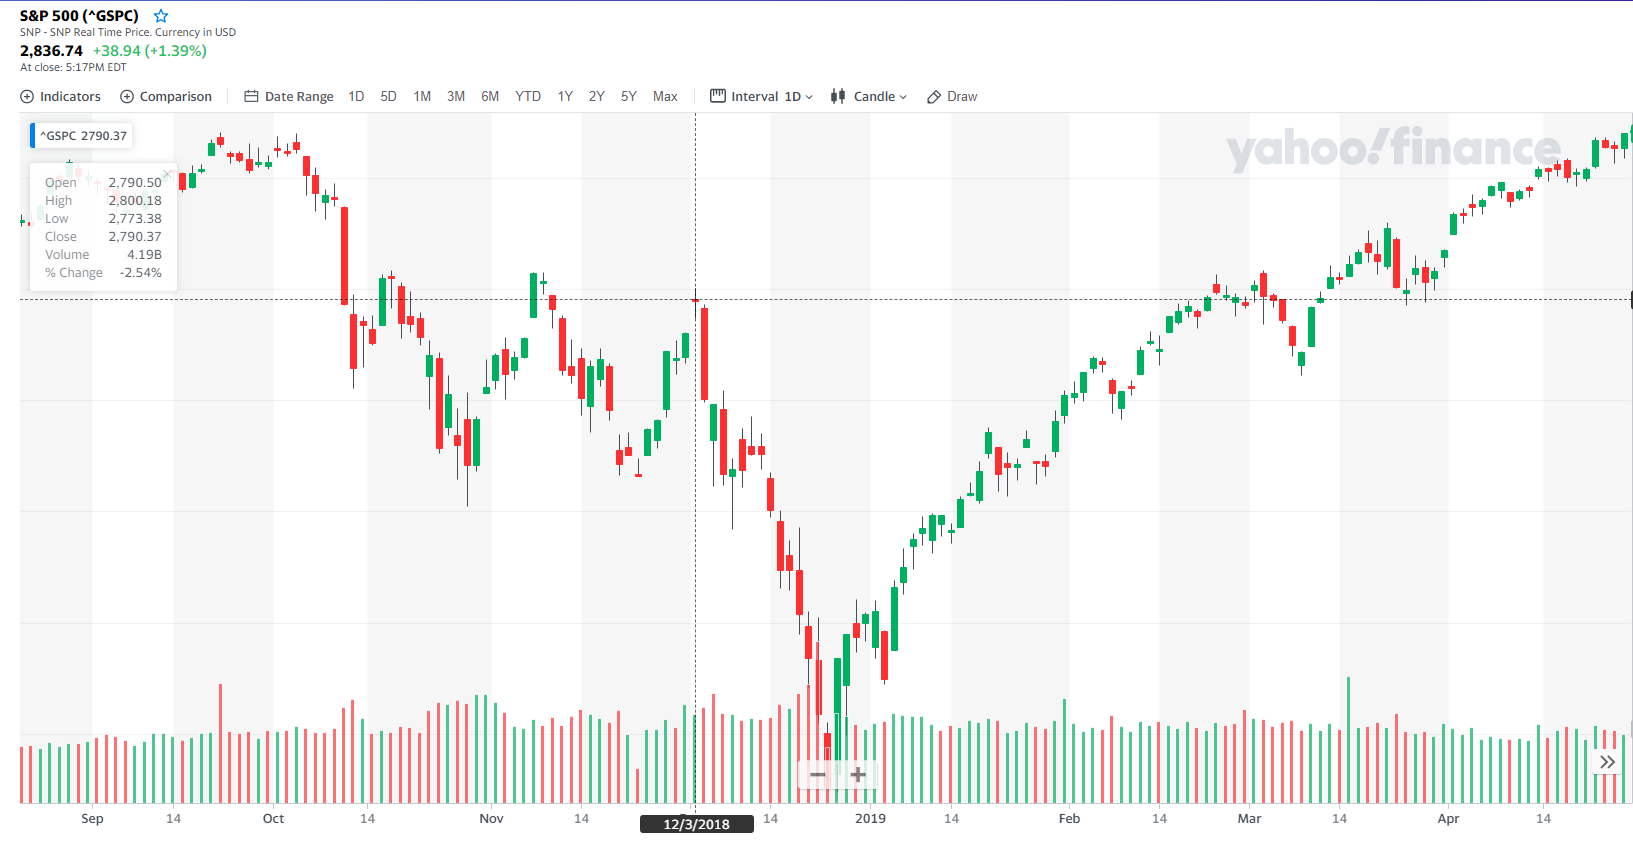 S&P 500 (^GSPC)
SNP - SNP Real Time Price. Currency in USD
2,836.74 +38.94 (+1.39%)
At close: 5:17PM EDT
Indicators Comparison Date Range 1D 5D 1M 3M 6M YTD 1Y 2Y 5Y Max Interval 1D Candle Draw
^GSPC 2790.37
yahoo!finance
Open 2,790.50
High 2,800.18
Low 2,773.38
Close 2,790.37
Volume 4.19B
% Change -2.54%
Sep 14 Oct 14 Nov 14 12/3/2018 14 2019 14 Feb 14 Mar 14 Apr 14